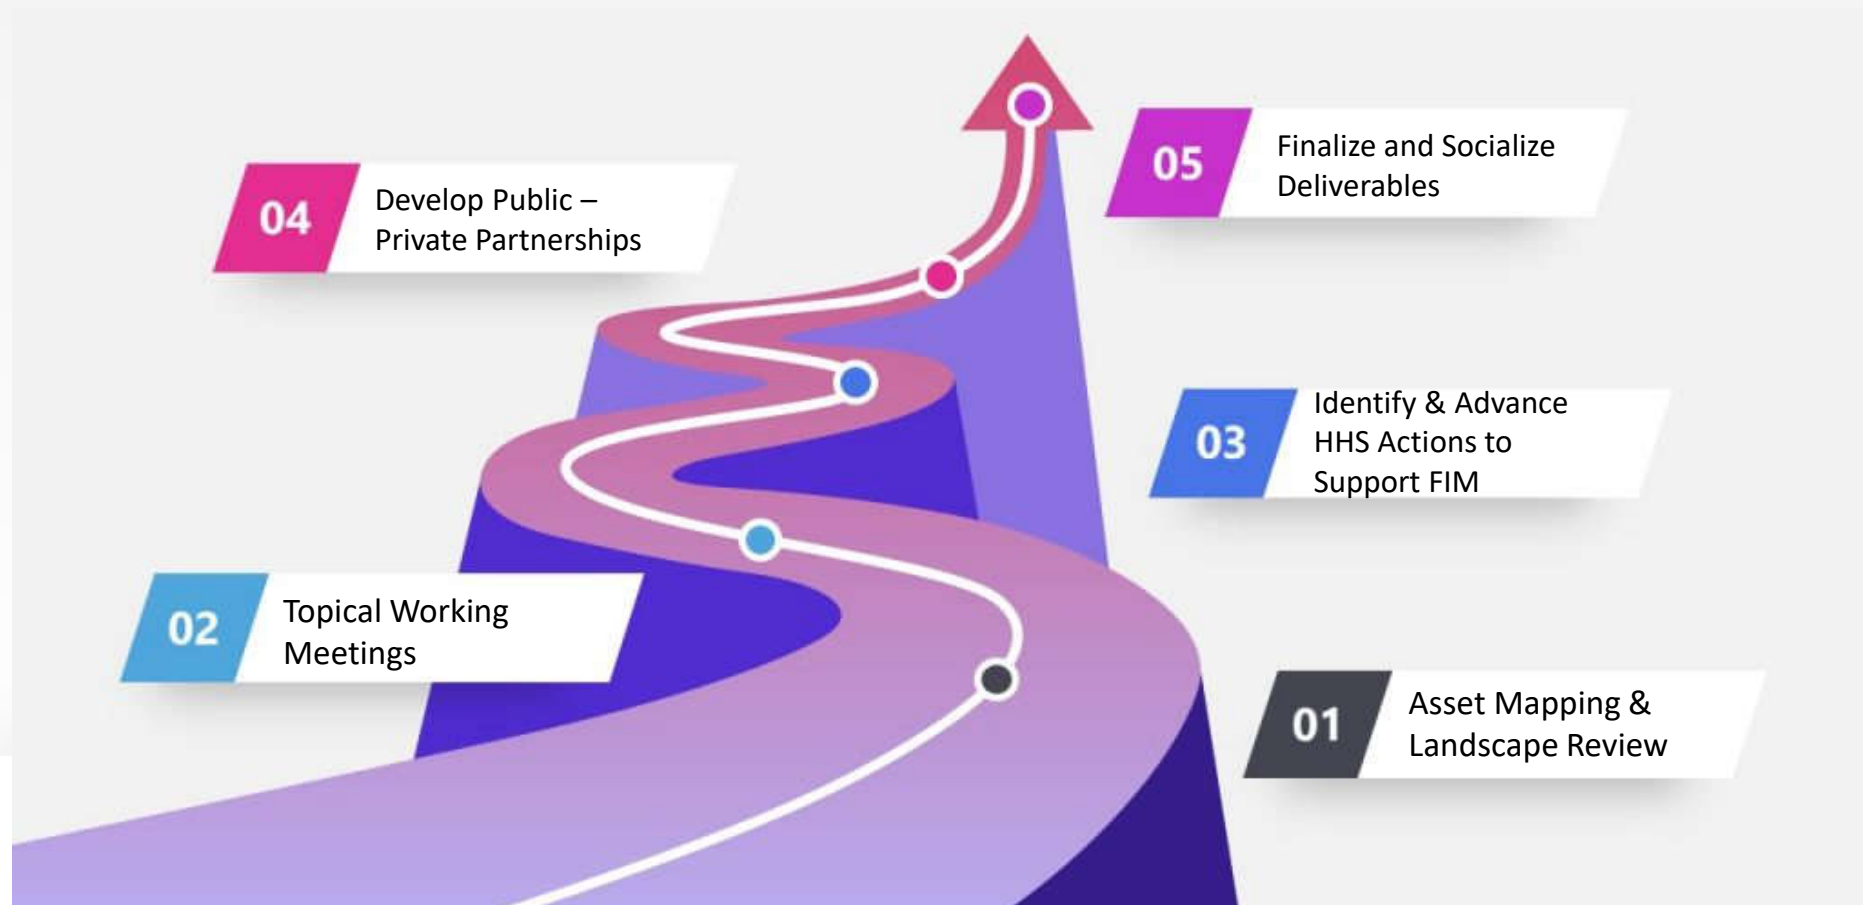 04
Develop Public –
Private Partnerships
05
Finalize and Socialize
Deliverables
03
Identify & Advance
HHS Actions to
Support FIM
02
Topical Working
Meetings
01
Asset Mapping &
Landscape Review